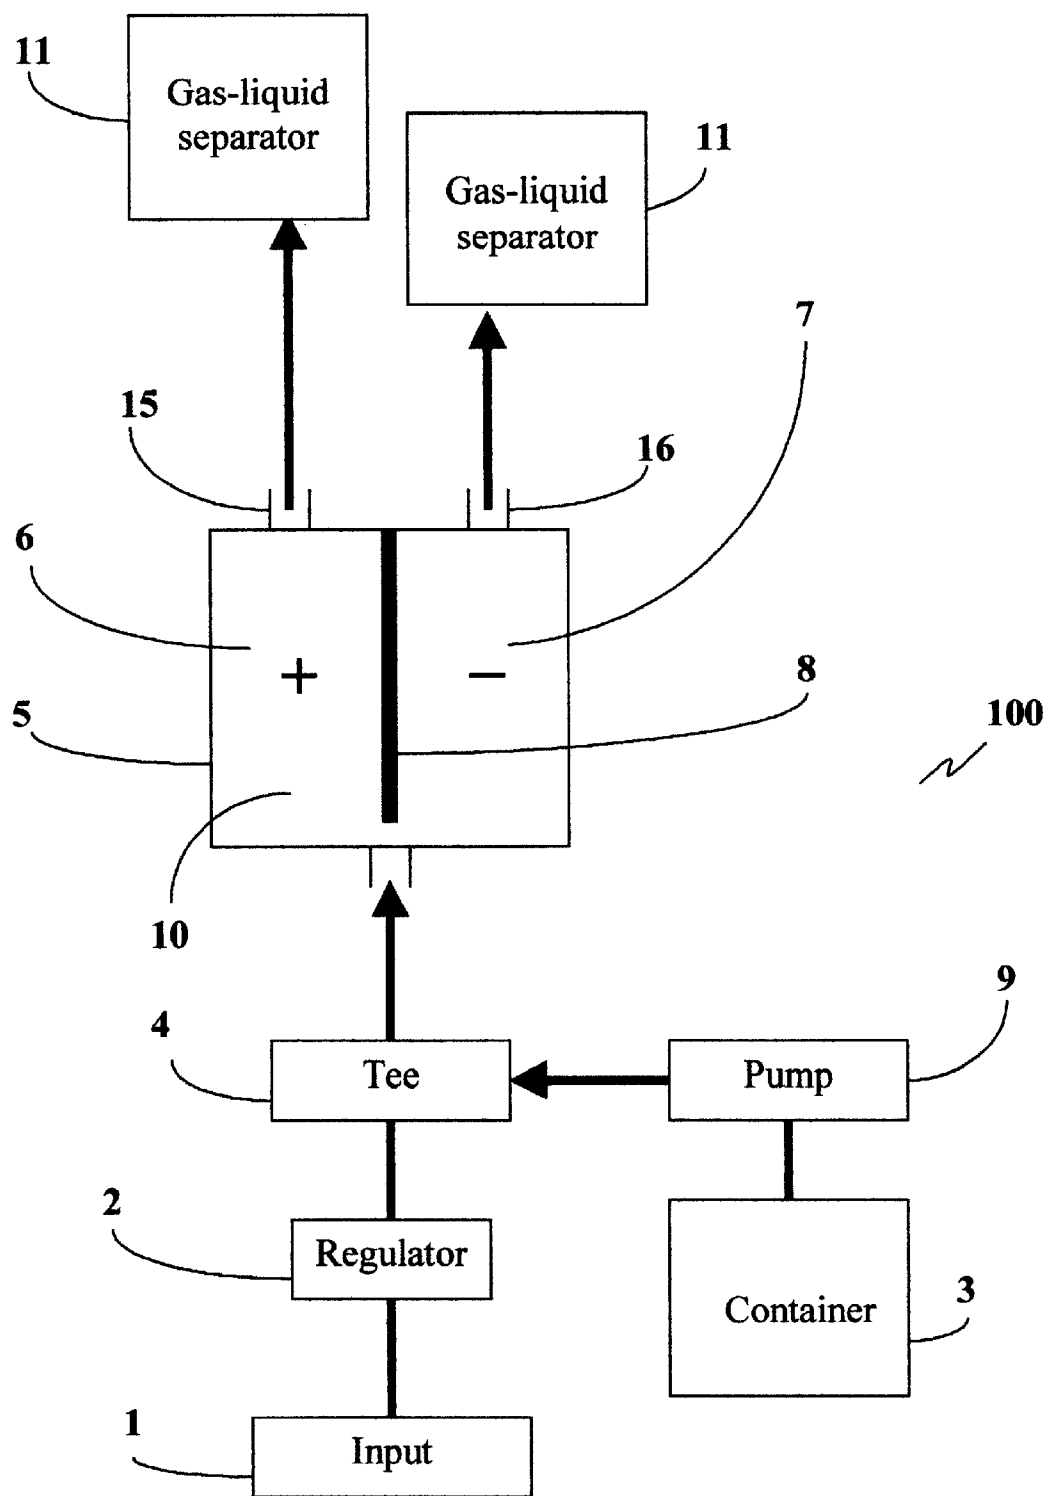 11
Gas-liquid
separator
11
Gas-liquid
separator
7
15
16
6
+
−
8
5
100
10
9
4
Tee
Pump
2
Regulator
Container
3
1
Input